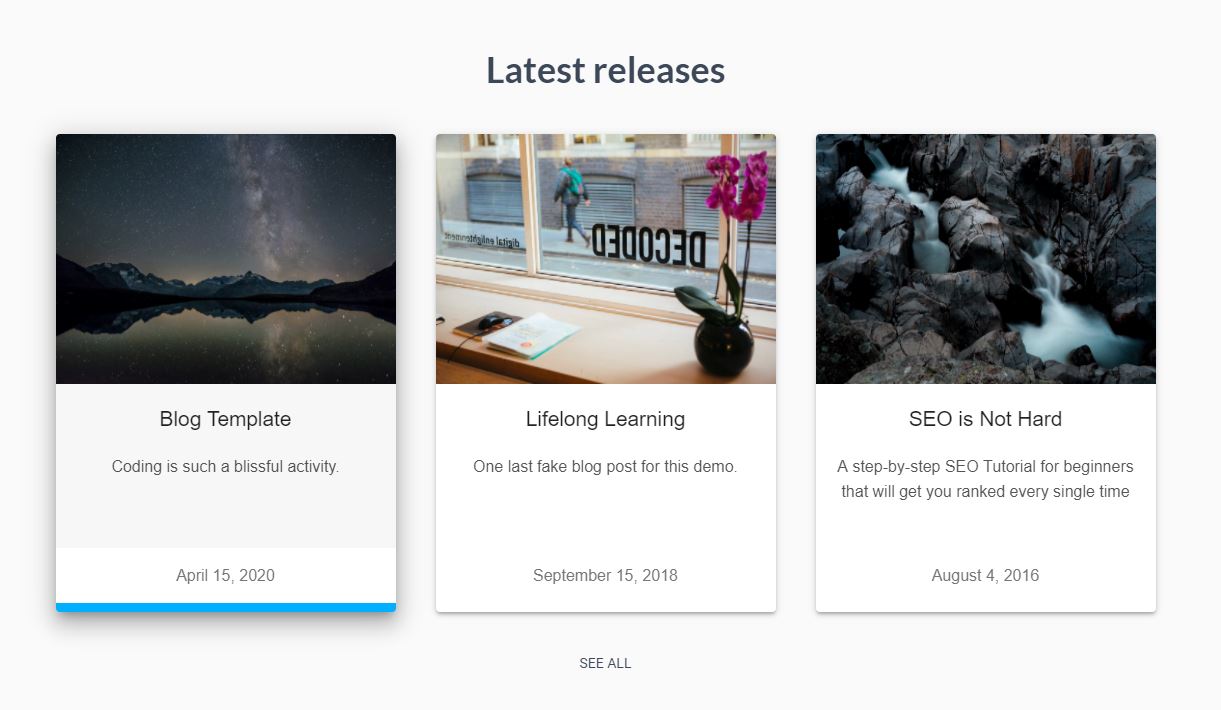 Latest releases
digital enlightenment
DECODED
Blog Template
Coding is such a blissful activity.
April 15, 2020
Lifelong Learning
One last fake blog post for this demo.
September 15, 2018
SEO is Not Hard
A step-by-step SEO Tutorial for beginners
that will get you ranked every single time
August 4, 2016
SEE ALL